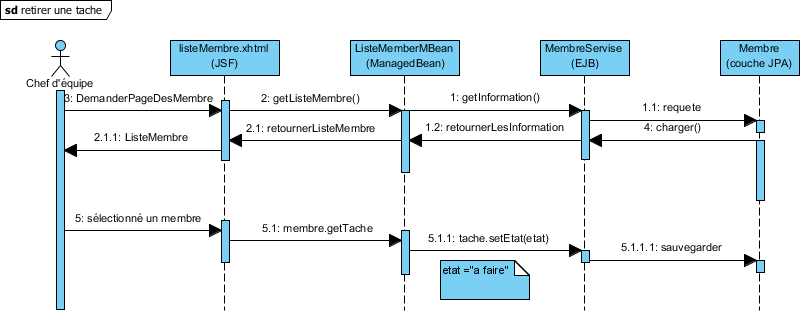 sd retirer une tache
listeMembre.xhtml
(JSF)
ListeMemberMBean
(ManagedBean)
MembreServise
(EJB)
Membre
(couche JPA)
Chef d'équipe
3: DemanderPageDesMembre
2: getListeMembre()
1: getInformation()
1.1: requete
2.1.1: ListeMembre
2.1: retournerListeMembre
1.2: retournerLesInformation
4: charger()
5: sélectionné un membre
5.1: membre.getTache
5.1.1: tache.setEtat(etat)
5.1.1.1: sauvegarder
etat ="a faire"